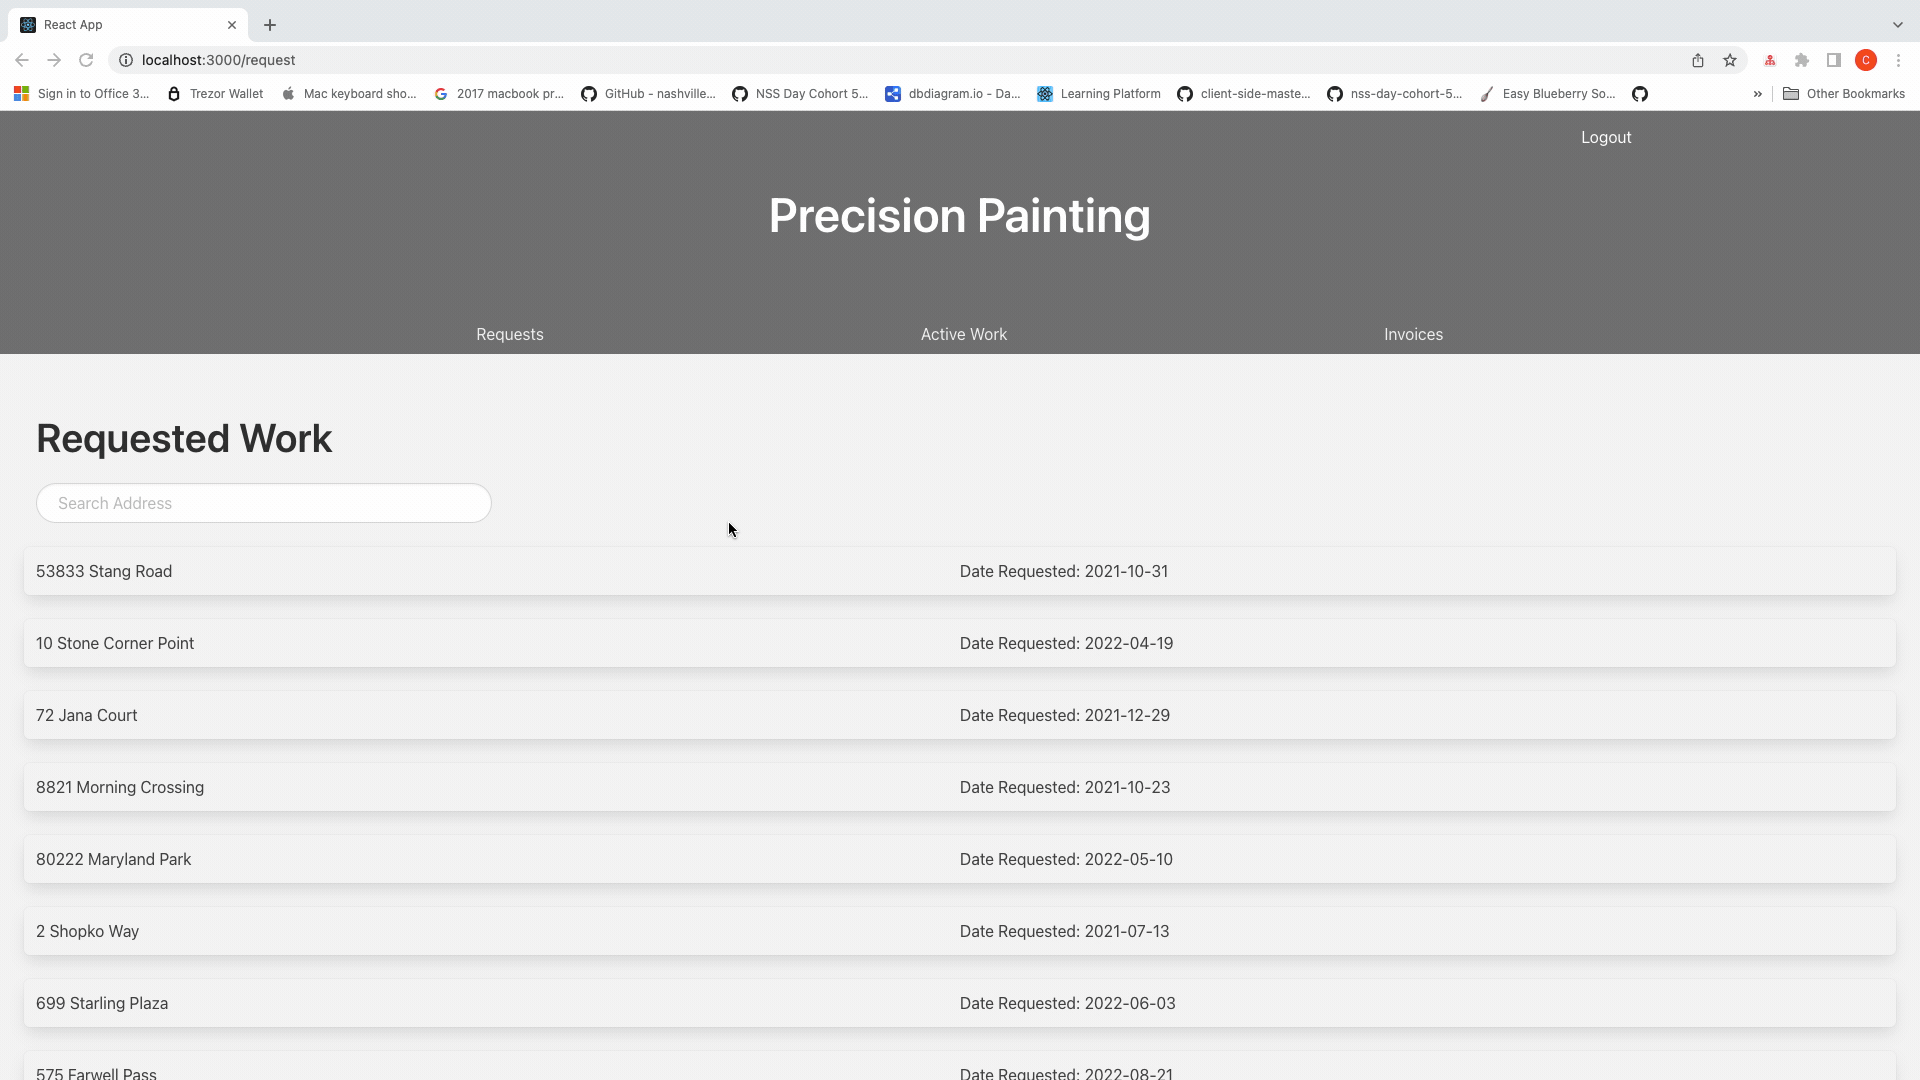 React App
localhost:3000/request
Sign in to Office 3...
Trezor Wallet
Mac keyboard sho...
2017 macbook pr...
GitHub - nashville...
NSS Day Cohort 5...
dbdiagram.io - Da...
Learning Platform
client-side-maste...
nss-day-cohort-5...
Easy Blueberry So...
Other Bookmarks
C
Logout
Precision Painting
Requests
Active Work
Invoices
Requested Work
Search Address
53833 Stang Road Date Requested: 2021-10-31
10 Stone Corner Point Date Requested: 2022-04-19
72 Jana Court Date Requested: 2021-12-29
8821 Morning Crossing Date Requested: 2021-10-23
80222 Maryland Park Date Requested: 2022-05-10
2 Shopko Way Date Requested: 2021-07-13
699 Starling Plaza Date Requested: 2022-06-03
575 Farwell Pass Date Requested: 2022-08-21